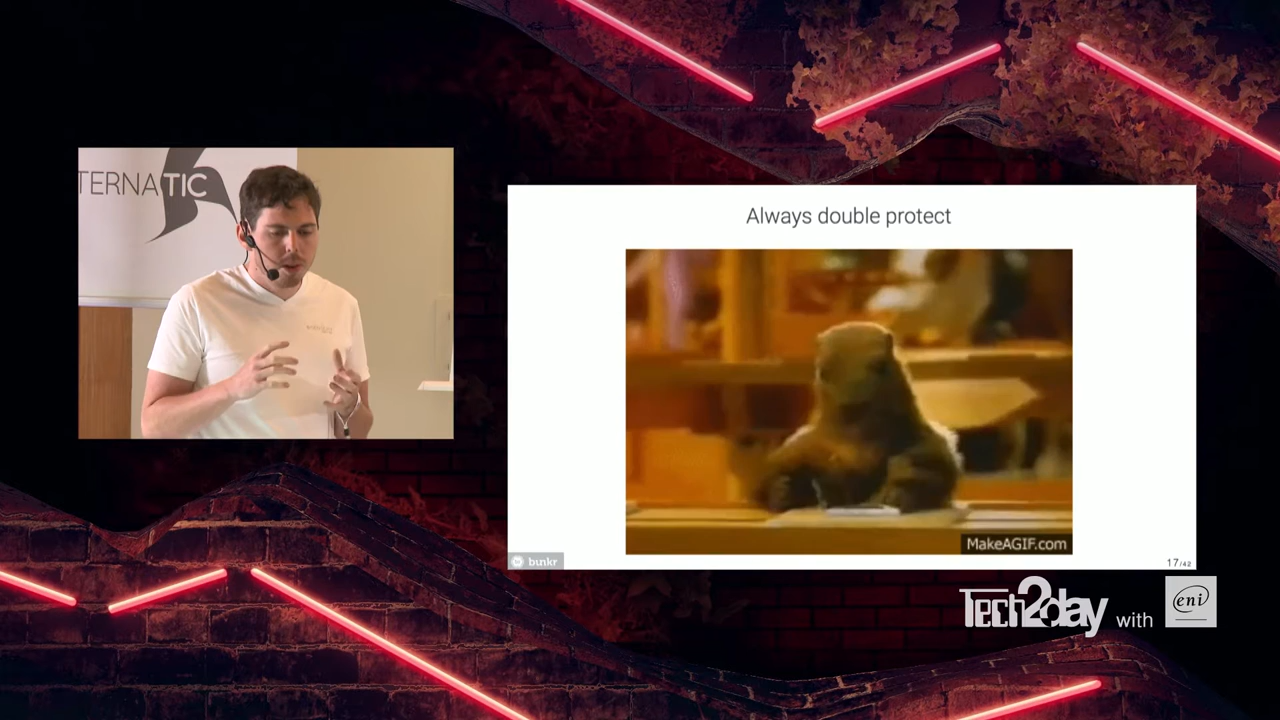 TERNATIC
Always double protect
MakeAGIF.com
bunkr
17/42
Tech2day with eni